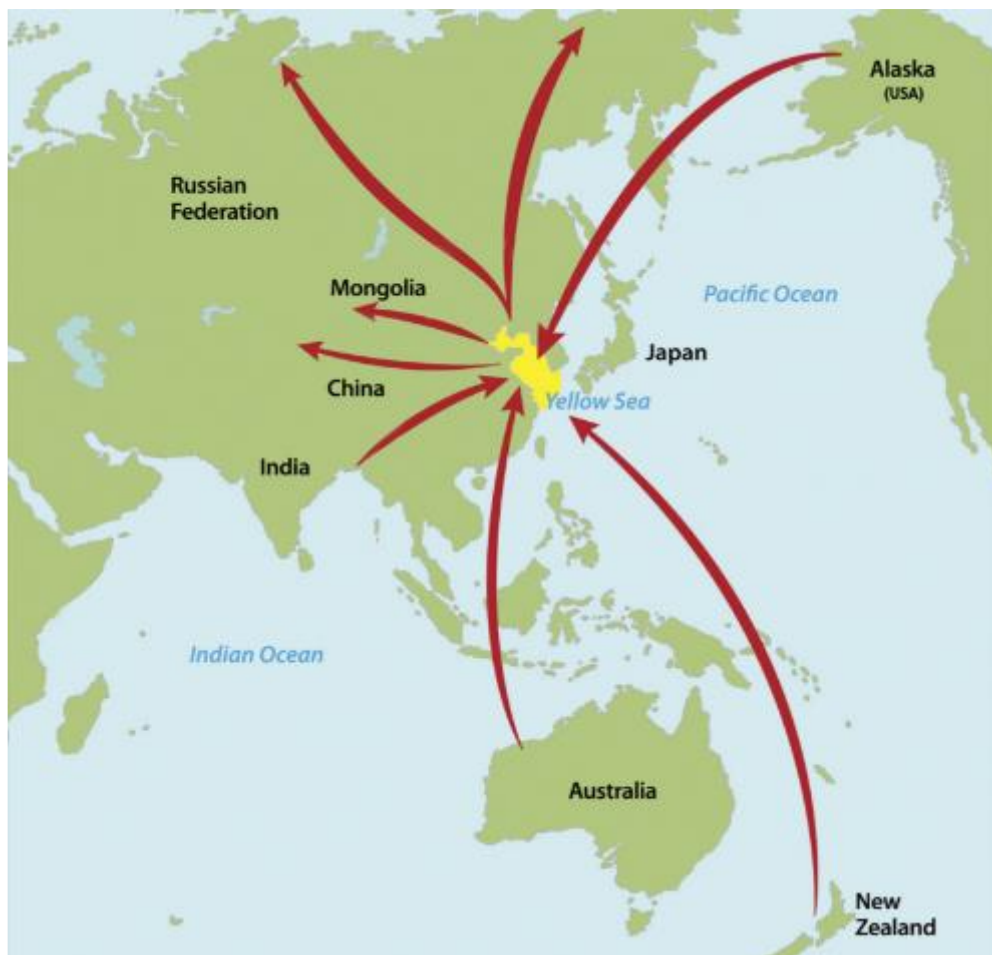 Alaska
(USA)
Russian
Federation
Mongolia
Pacific Ocean
Japan
China
Yellow Sea
India
Indian Ocean
Australia
New
Zealand